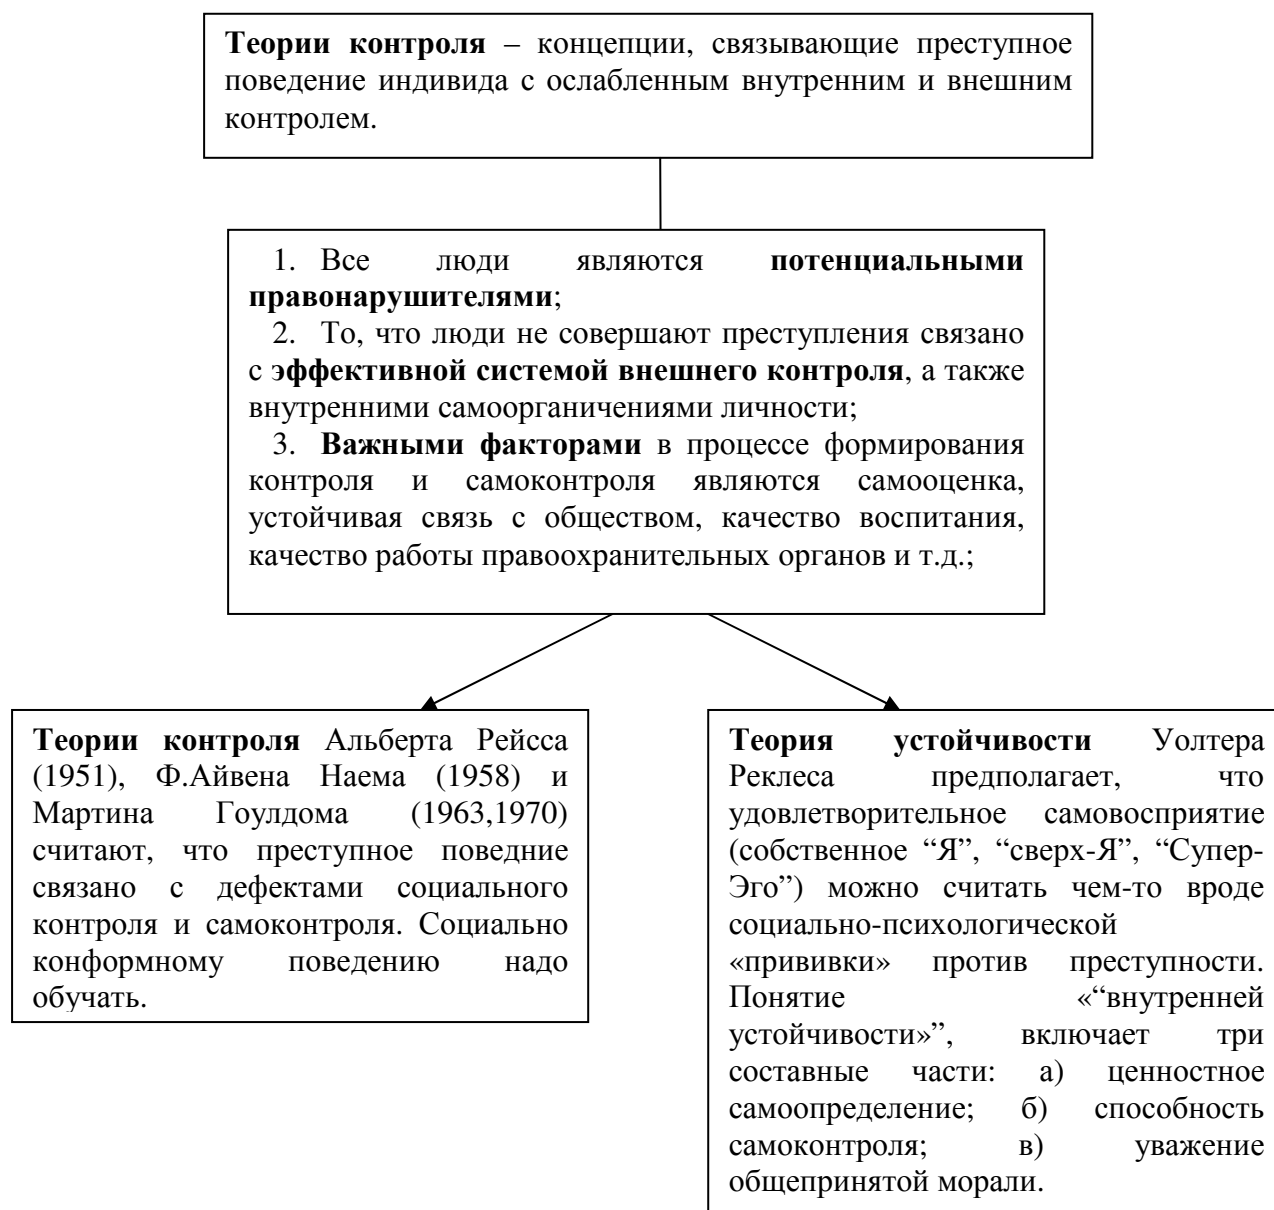 Теории контроля – концепции, связывающие преступное
поведение индивида с ослабленным внутренним и внешним
контролем.
1. Все люди являются потенциальными
правонарушителями;
2. То, что люди не совершают преступления связано
с эффективной системой внешнего контроля, а также
внутренними самоорганичениями личности;
3. Важными факторами в процессе формирования
контроля и самоконтроля являются самооценка,
устойчивая связь с обществом, качество воспитания,
качество работы правоохранительных органов и т.д.;
Теории контроля Альберта Рейсса
(1951), Ф.Айвена Наема (1958) и
Мартина Гоулдома (1963,1970)
считают, что преступное поведние
связано с дефектами социального
контроля и самоконтроля. Социально
конформному поведению надо
обучать.
Теория устойчивости Уолтера
Реклеса предполагает, что
удовлетворительное самовосприятие
(собственное “Я”, “сверх-Я”, “Супер-
Эго”) можно считать чем-то вроде
социально-психологической
«прививки» против преступности.
Понятие «“внутренней
устойчивости»”, включает три
составные части: а) ценностное
самоопределение; б) способность
самоконтроля; в) уважение
общепринятой морали.